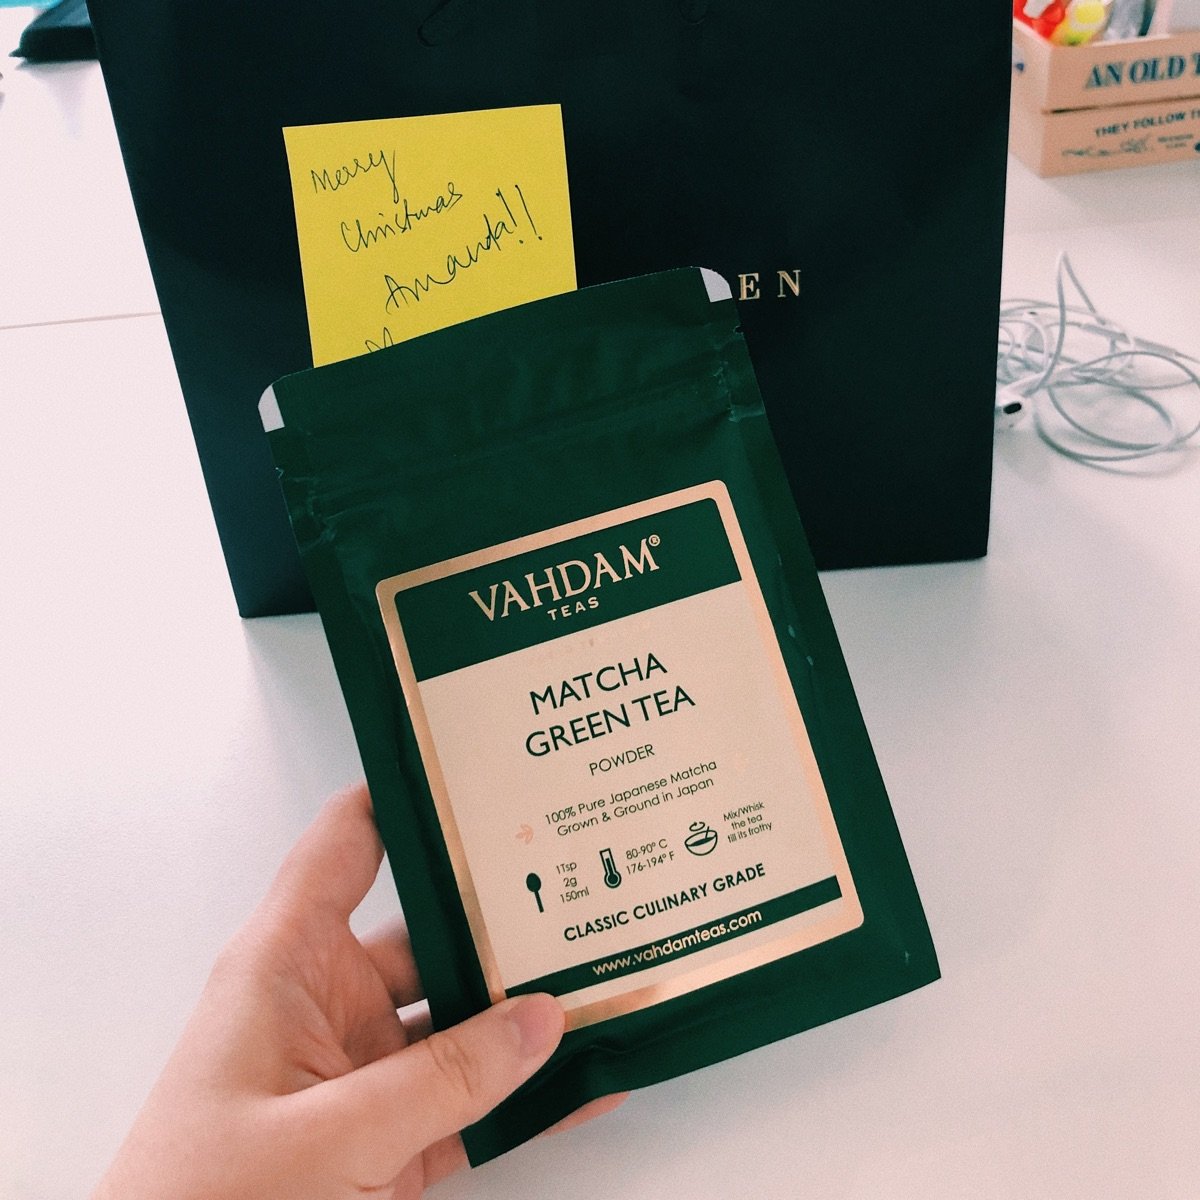 Merry
Christmas
Amanda!!
EN
AN OLD
THEY FOLLOW
VAHDAM®
TEAS
MATCHA
GREEN TEA
POWDER
100% Pure Japanese Matcha
Grown & Ground in Japan
1Tsp
2g
150ml
80-90° C
176-194° F
Mix/Whisk
the tea
till its frothy
CLASSIC CULINARY GRADE
www.vahdamteas.com